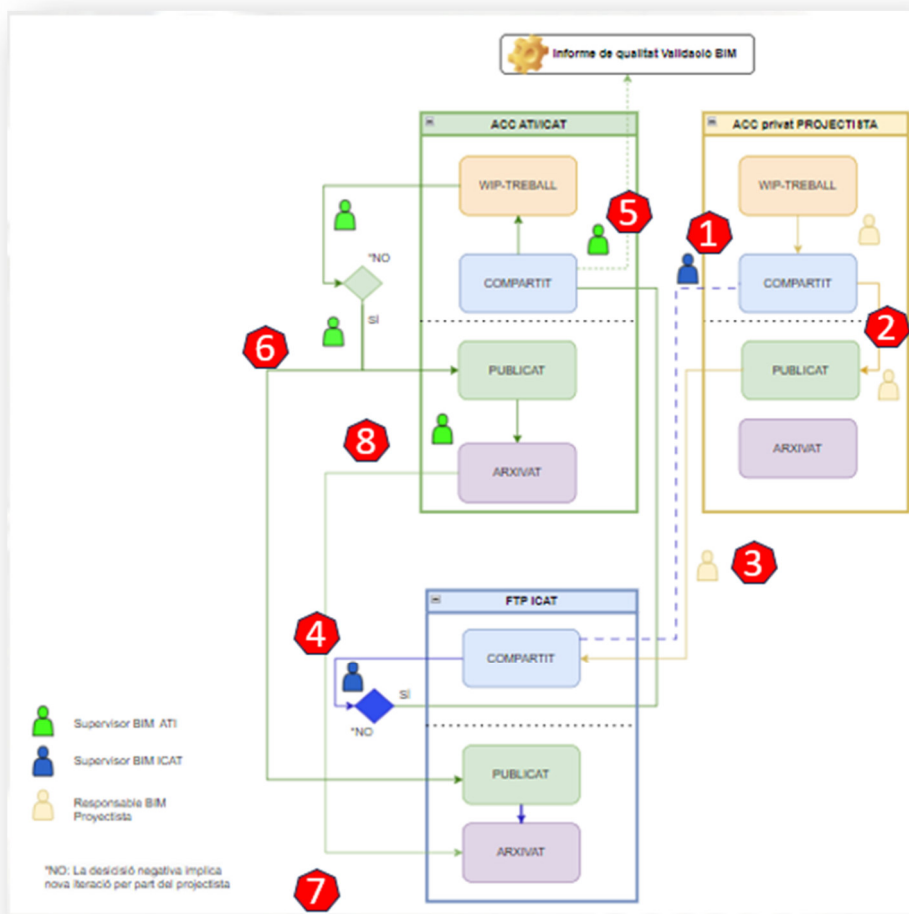 Informe de qualitat Validació BIM
ACC ATI/ICAT
ACC privat PROJECTISTA
WIP-TREBALL
WIP-TREBALL
5
1
*NO
COMPARTIT
COMPARTIT
SÍ
2
6
PUBLICAT
PUBLICAT
8
ARXIVAT
ARXIVAT
3
FTP ICAT
4
COMPARTIT
SÍ
*NO
Supervisor BIM ATI
Supervisor BIM ICAT
PUBLICAT
Responsable BIM
Proyectista
ARXIVAT
*NO: La desicisió negativa implica
nova iteració per part del projectista
7